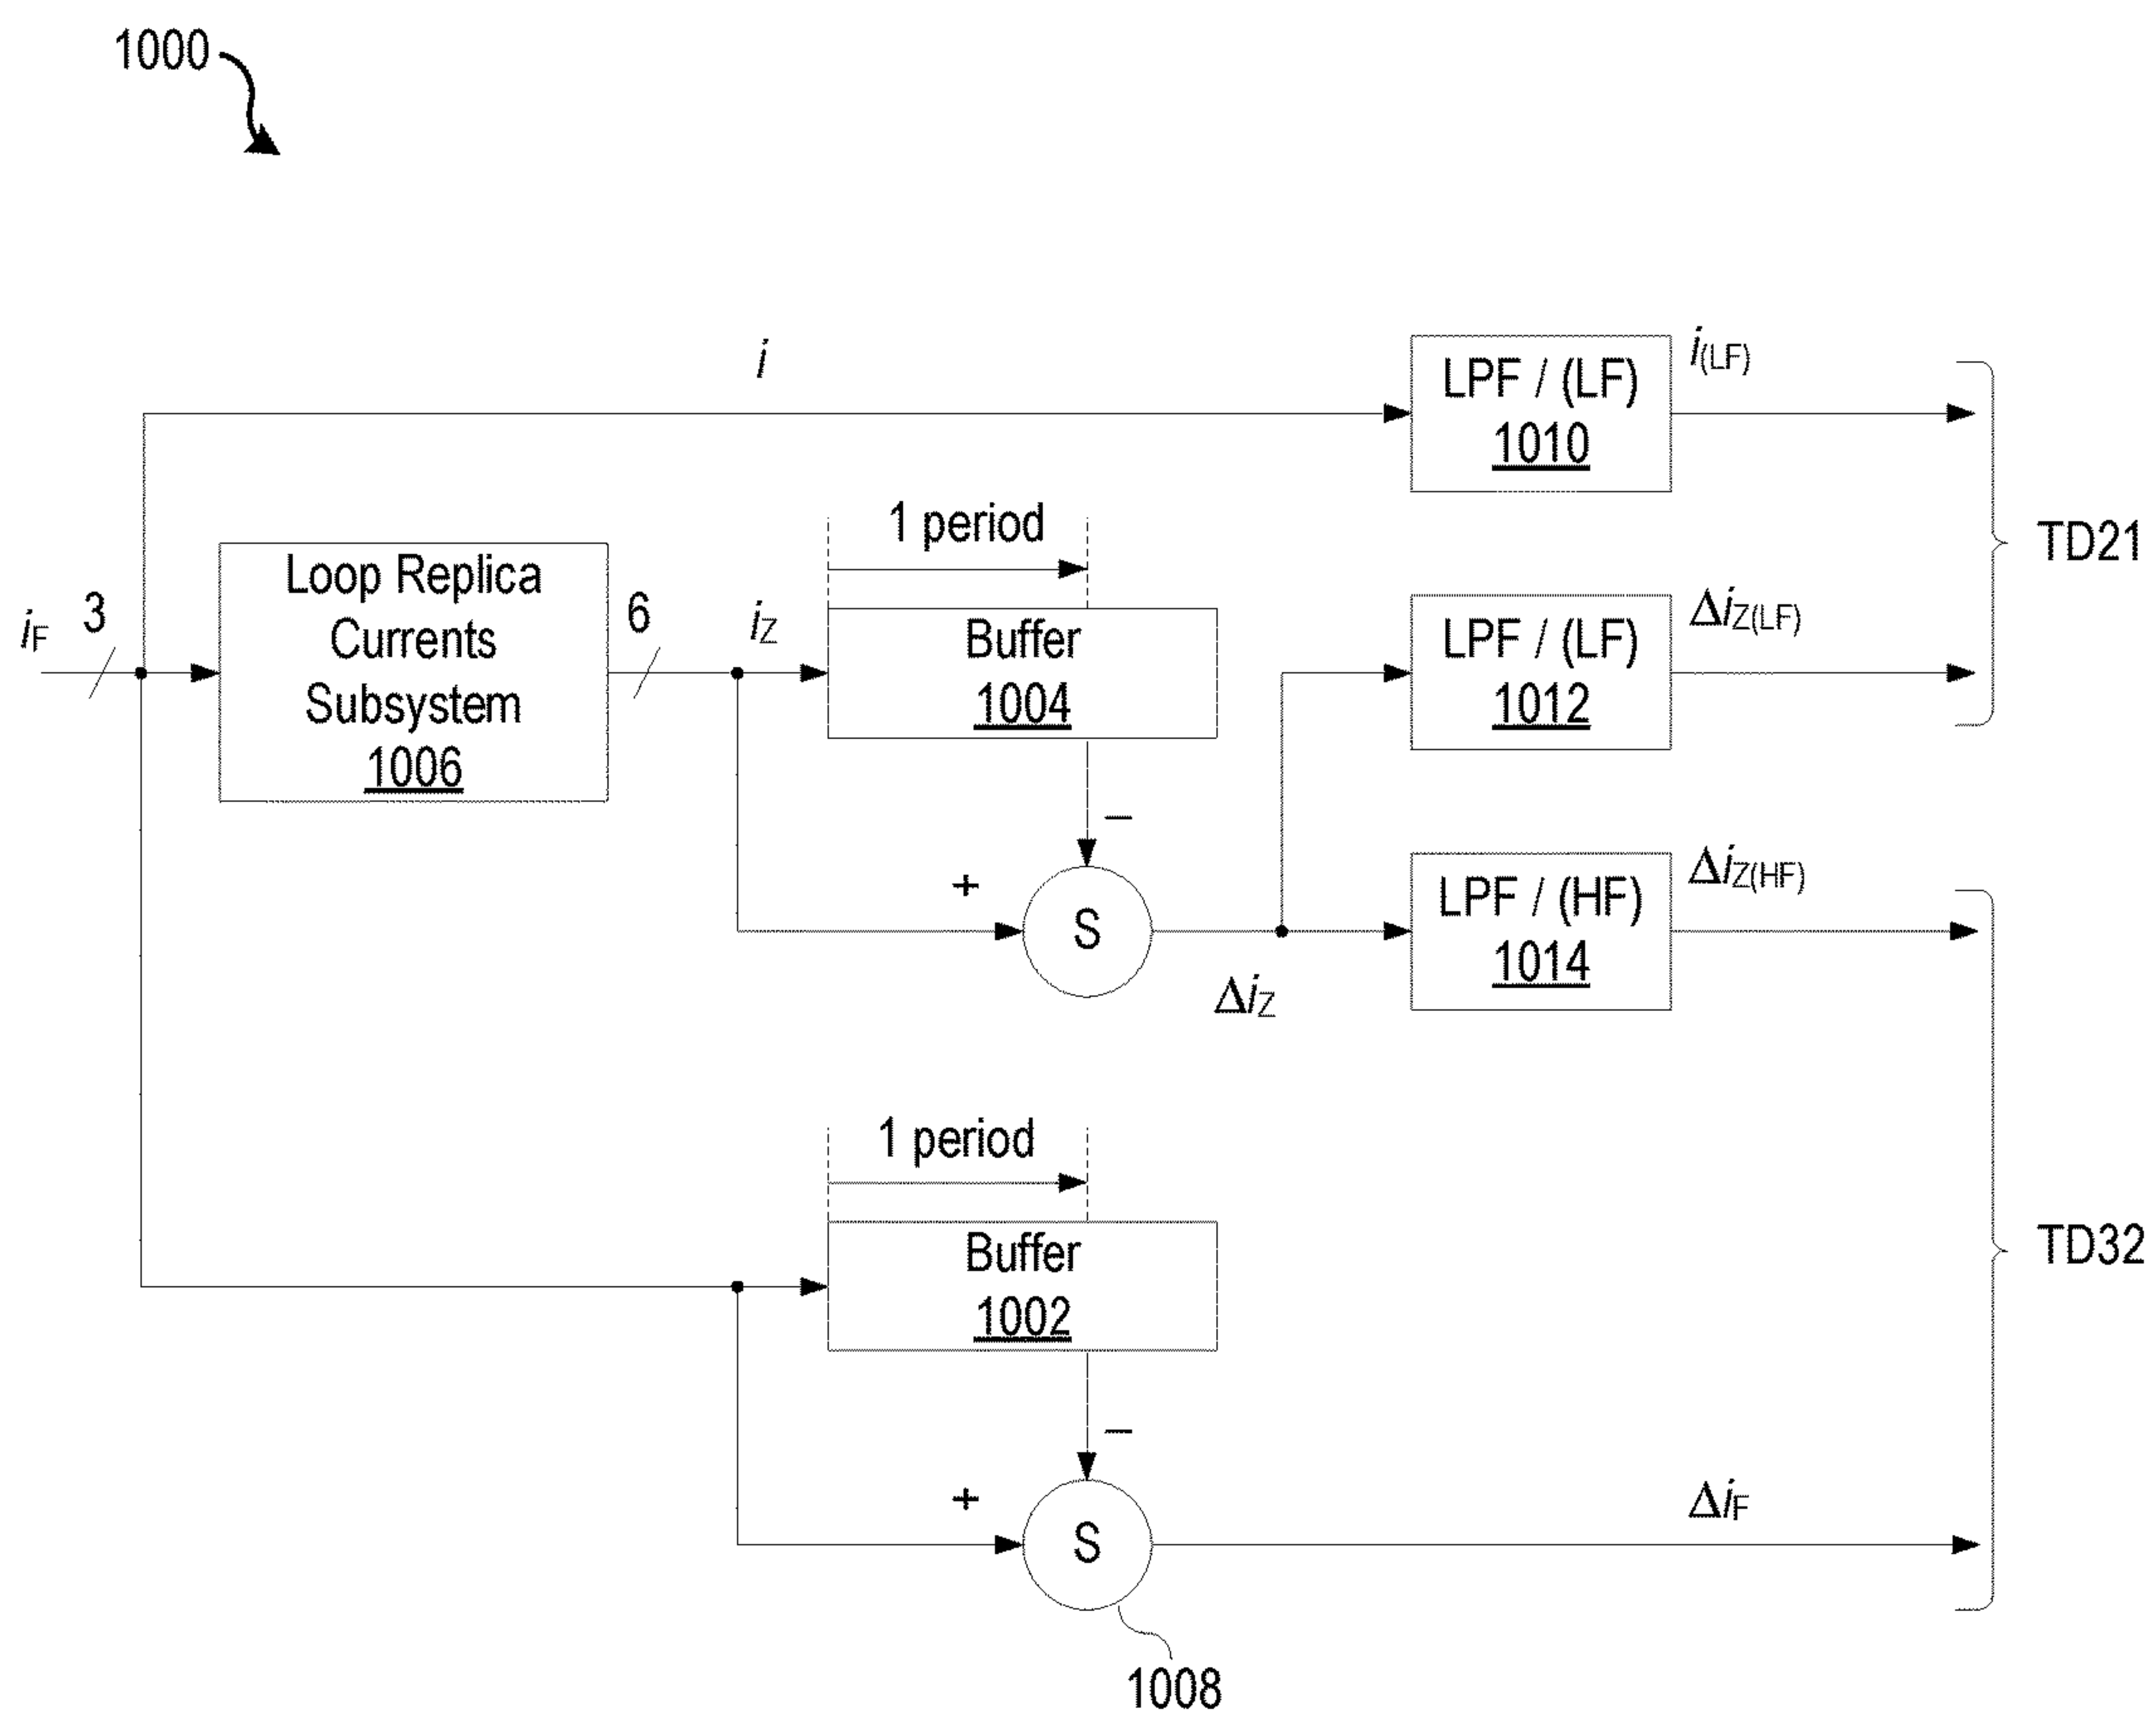 1000
i
LPF / (LF)
1010
i(LF)
1 period
TD21
Loop Replica
Currents
Subsystem
1006
iF
3
6
iZ
Buffer
1004
LPF / (LF)
1012
ΔiZ(LF)
−
+
S
ΔiZ
LPF / (HF)
1014
ΔiZ(HF)
1 period
Buffer
1002
TD32
−
+
S
ΔiF
1008